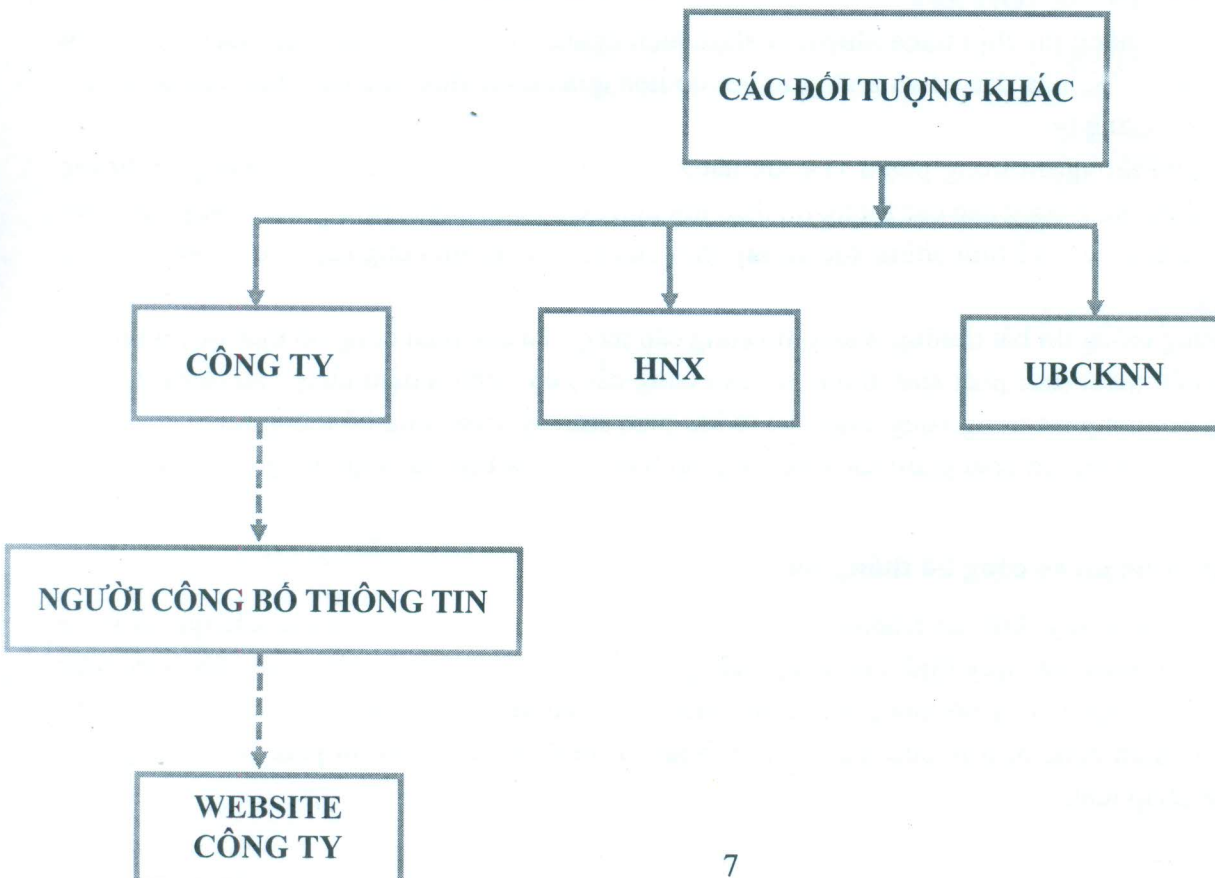 CÁC ĐỐI TƯỢNG KHÁC
CÔNG TY
HNX
UBCKNN
NGƯỜI CÔNG BỐ THÔNG TIN
WEBSITE
CÔNG TY
7